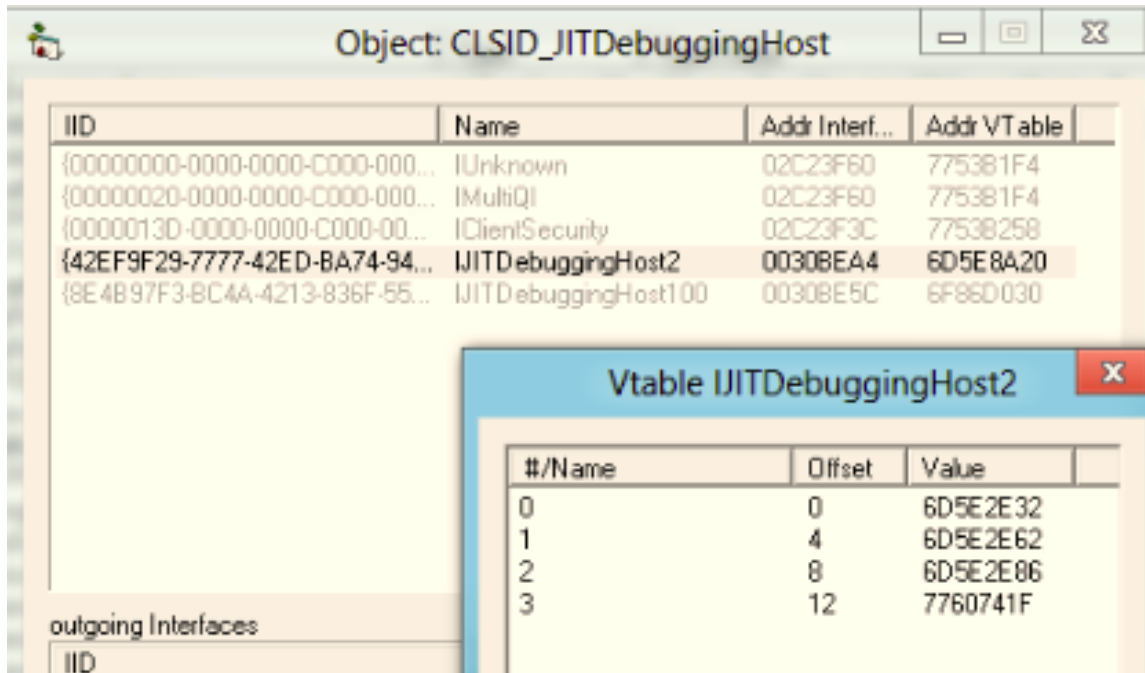 Object: CLSID_JITDebuggingHost
IID Name Addr Interf... Addr VTable
{00000000-0000-0000-C000-000... IUnknown 02C23F60 7753B1F4
{00000020-0000-0000-C000-000... IMultiQI 02C23F60 7753B1F4
{0000013D-0000-0000-C000-00... IClientSecurity 02C23F3C 7753B258
{42EF9F29-7777-42ED-BA74-94... IJITDebuggingHost2 0030BEA4 6D5E8A20
{8E4B97F3-BC4A-4213-836F-55... IJITDebuggingHost100 0030BE5C 6F86D030
Vtable IJITDebuggingHost2
#/Name Offset Value
0 0 6D5E2E32
1 4 6D5E2E62
2 8 6D5E2E86
3 12 7760741F
outgoing Interfaces
IID